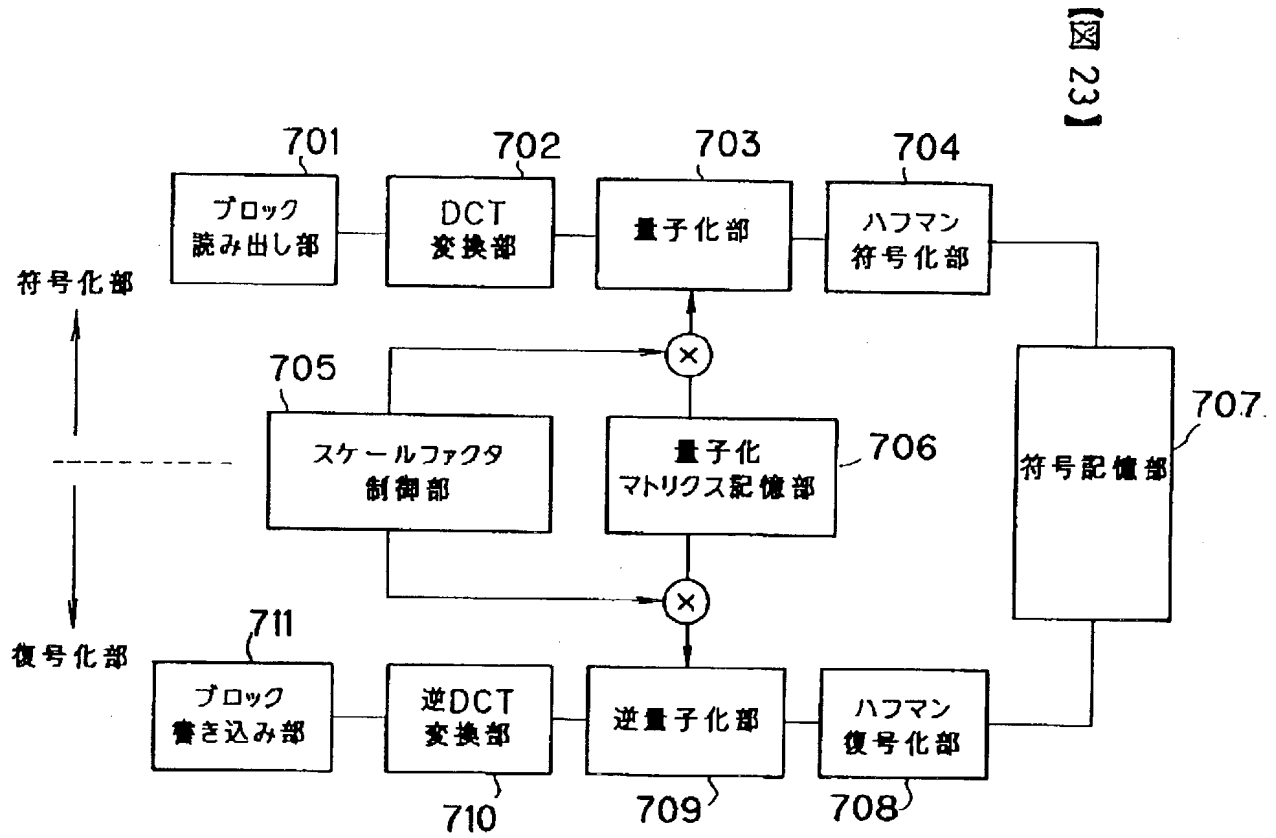 【図 23】
701
702
703
704
ブロック
読み出し部
DCT
変換部
量子化部
ハフマン
符号化部
符号化部
×
705
スケールファクタ
制御部
量子化
マトリクス記憶部
706
707
符号記憶部
×
復号化部
711
ブロック
書き込み部
逆DCT
変換部
逆量子化部
ハフマン
復号化部
710
709
708